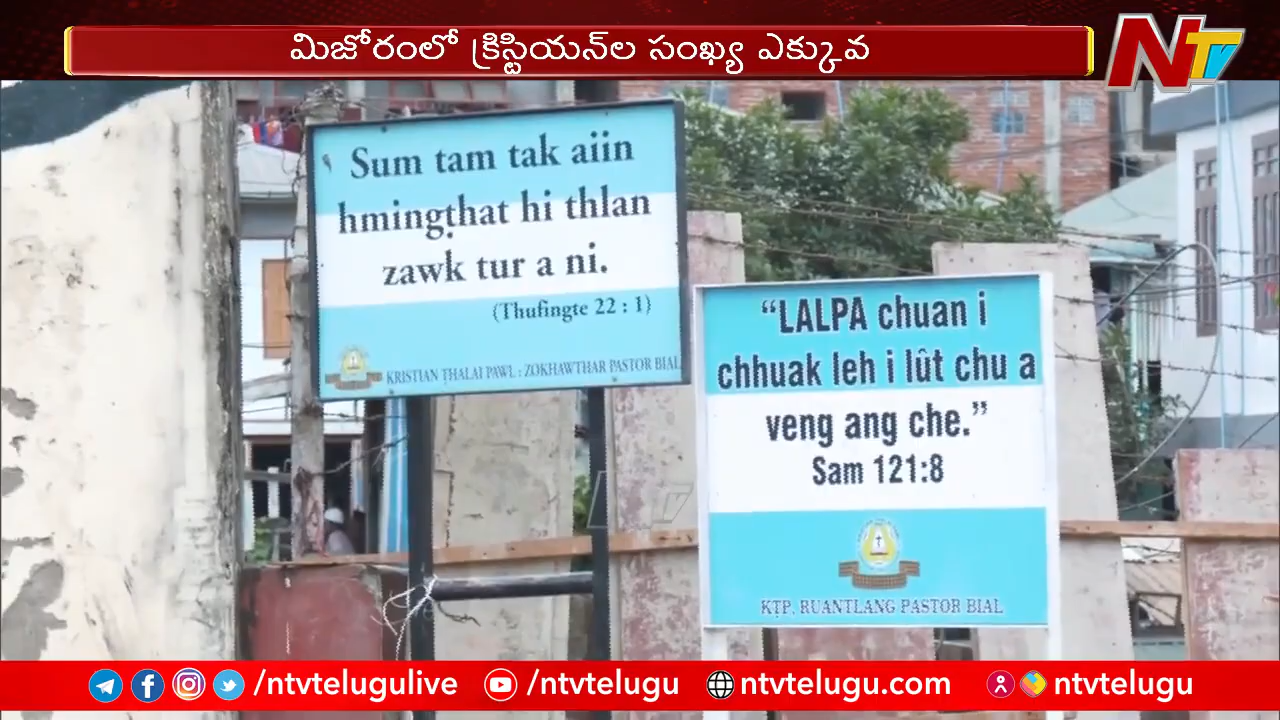 మిజోరంలో క్రిస్టియన్‌ల సంఖ్య ఎక్కువ
NTV
Sum tam tak aiin
hmingṭhat hi thlan
zawk tur a ni.
(Thufingte 22 : 1)
KRISTIAN THALAI PAWL : ZOKHAWTHAR PASTOR BIAL
“LALPA chuan i
chhuak leh i lût chu a
veng ang che.”
Sam 121:8
KṬP, RUANTLANG PASTOR BIAL
/ntvtelugulive
/ntvtelugu
ntvtelugu.com
ntvtelugu